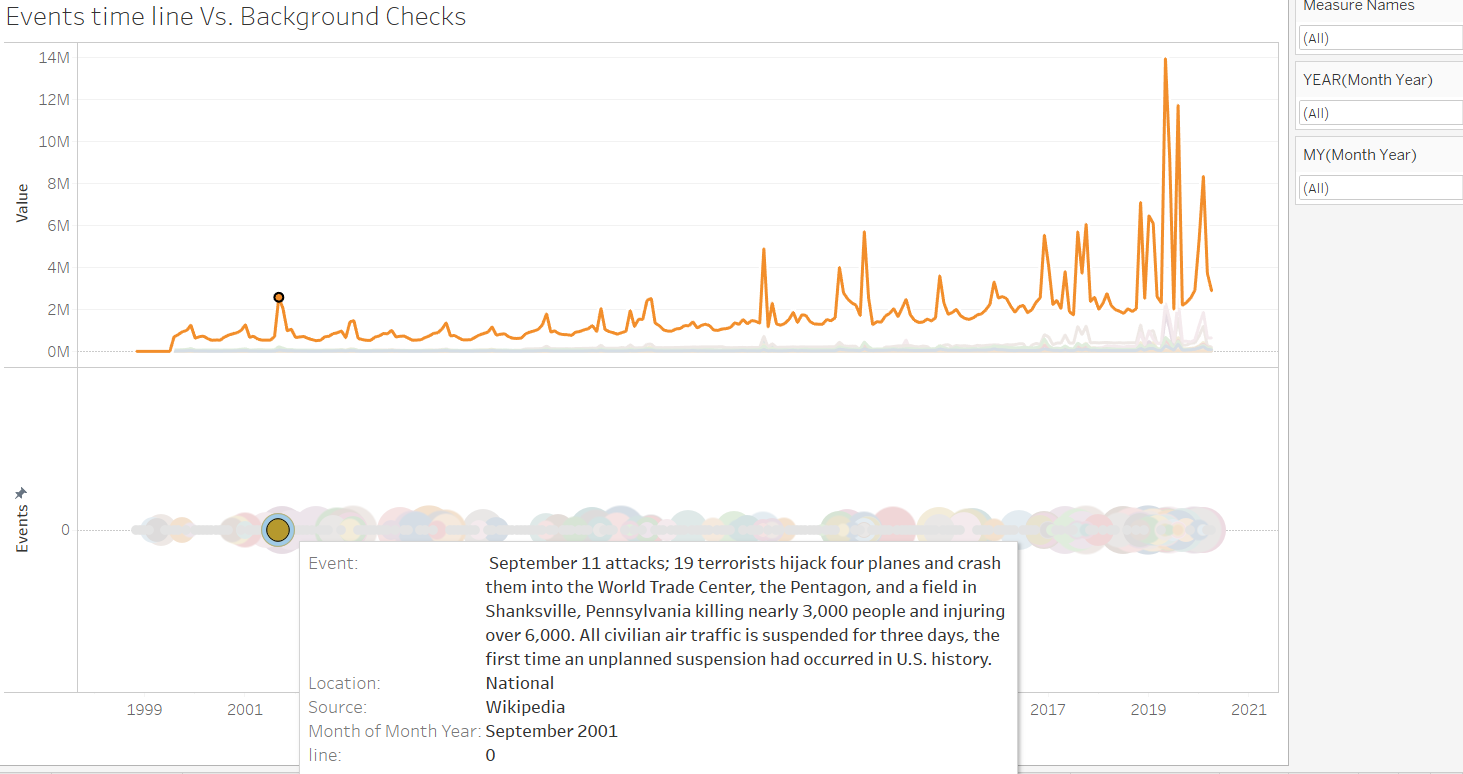 Events time line Vs. Background Checks
Measure Names
(All)
YEAR(Month Year)
(All)
MY(Month Year)
(All)
14M
12M
10M
8M
6M
4M
2M
0M
Value
Events
0
Event: September 11 attacks; 19 terrorists hijack four planes and crash
them into the World Trade Center, the Pentagon, and a field in
Shanksville, Pennsylvania killing nearly 3,000 people and injuring
over 6,000. All civilian air traffic is suspended for three days, the
first time an unplanned suspension had occurred in U.S. history.
Location: National
Source: Wikipedia
Month of Month Year: September 2001
line: 0
1999 2001 2017 2019 2021